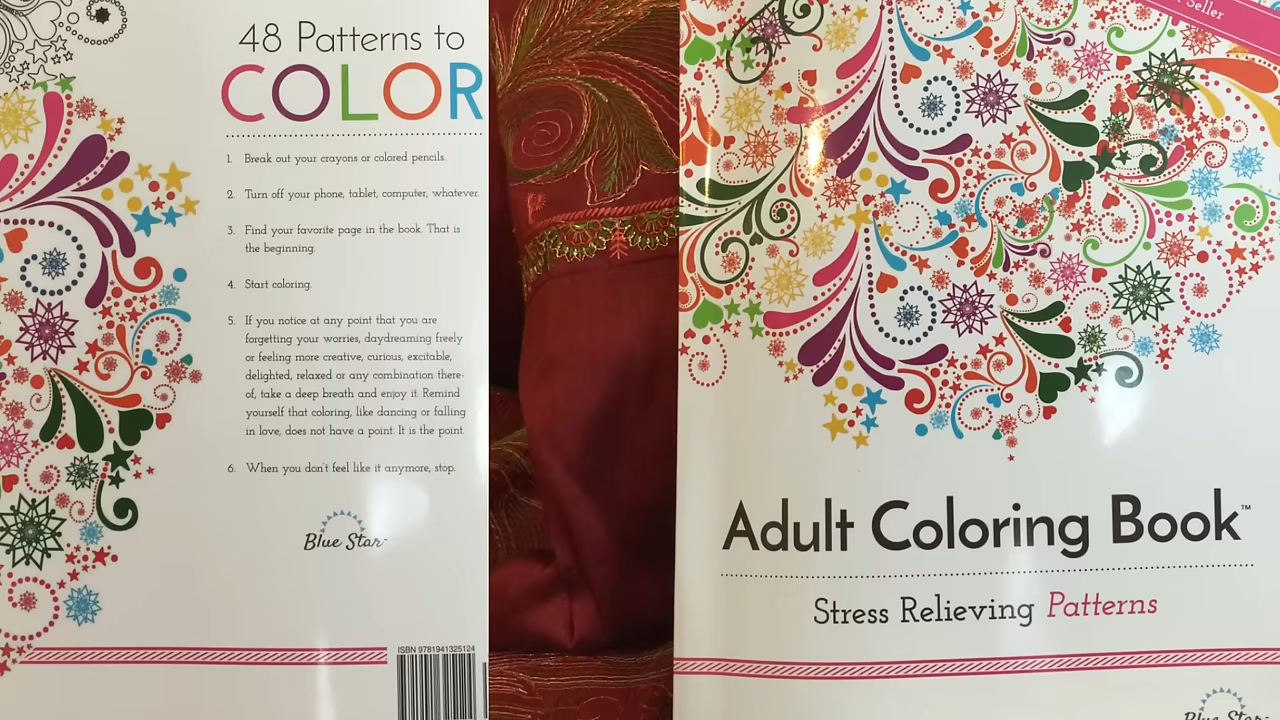 48 Patterns to
COLOR
1. Break out your crayons or colored pencils.
2. Turn off your phone, tablet, computer, whatever.
3. Find your favorite page in the book. That is
the beginning.
4. Start coloring.
5. If you notice at any point that you are
forgetting your worries, daydreaming freely
or feeling more creative, curious, excitable,
delighted, relaxed or any combination there-
of, take a deep breath and enjoy it. Remind
yourself that coloring, like dancing or falling
in love, does not have a point. It is the point.
6. When you don't feel like it anymore, stop.
Blue Star
ISBN 9781941325124
Seller
Adult Coloring Book™
Stress Relieving Patterns
Blue Star